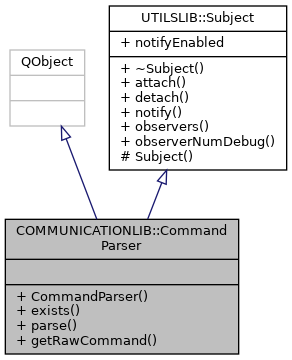 UTILSLIB::Subject
+ notifyEnabled
+ ~Subject()
+ attach()
+ detach()
+ notify()
+ observers()
+ observerNumDebug()
# Subject()
QObject
COMMUNICATIONLIB::Command
Parser
+ CommandParser()
+ exists()
+ parse()
+ getRawCommand()